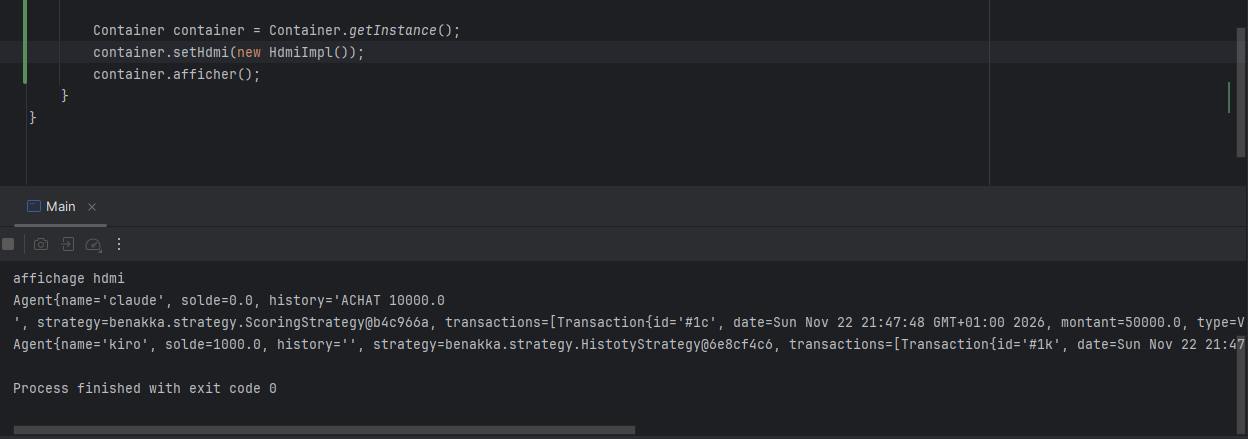 Container container = Container.getInstance();
container.setHdmi(new HdmiImpl());
container.afficher();
}
}
Main ×
affichage hdmi
Agent{name='claude', solde=0.0, history='ACHAT 10000.0
', strategy=benakka.strategy.ScoringStrategy@b4c966a, transactions=[Transaction{id='#1c', date=Sun Nov 22 21:47:48 GMT+01:00 2026, montant=50000.0, type=V
Agent{name='kiro', solde=1000.0, history='', strategy=benakka.strategy.HistotyStrategy@6e8cf4c6, transactions=[Transaction{id='#1k', date=Sun Nov 22 21:47
Process finished with exit code 0